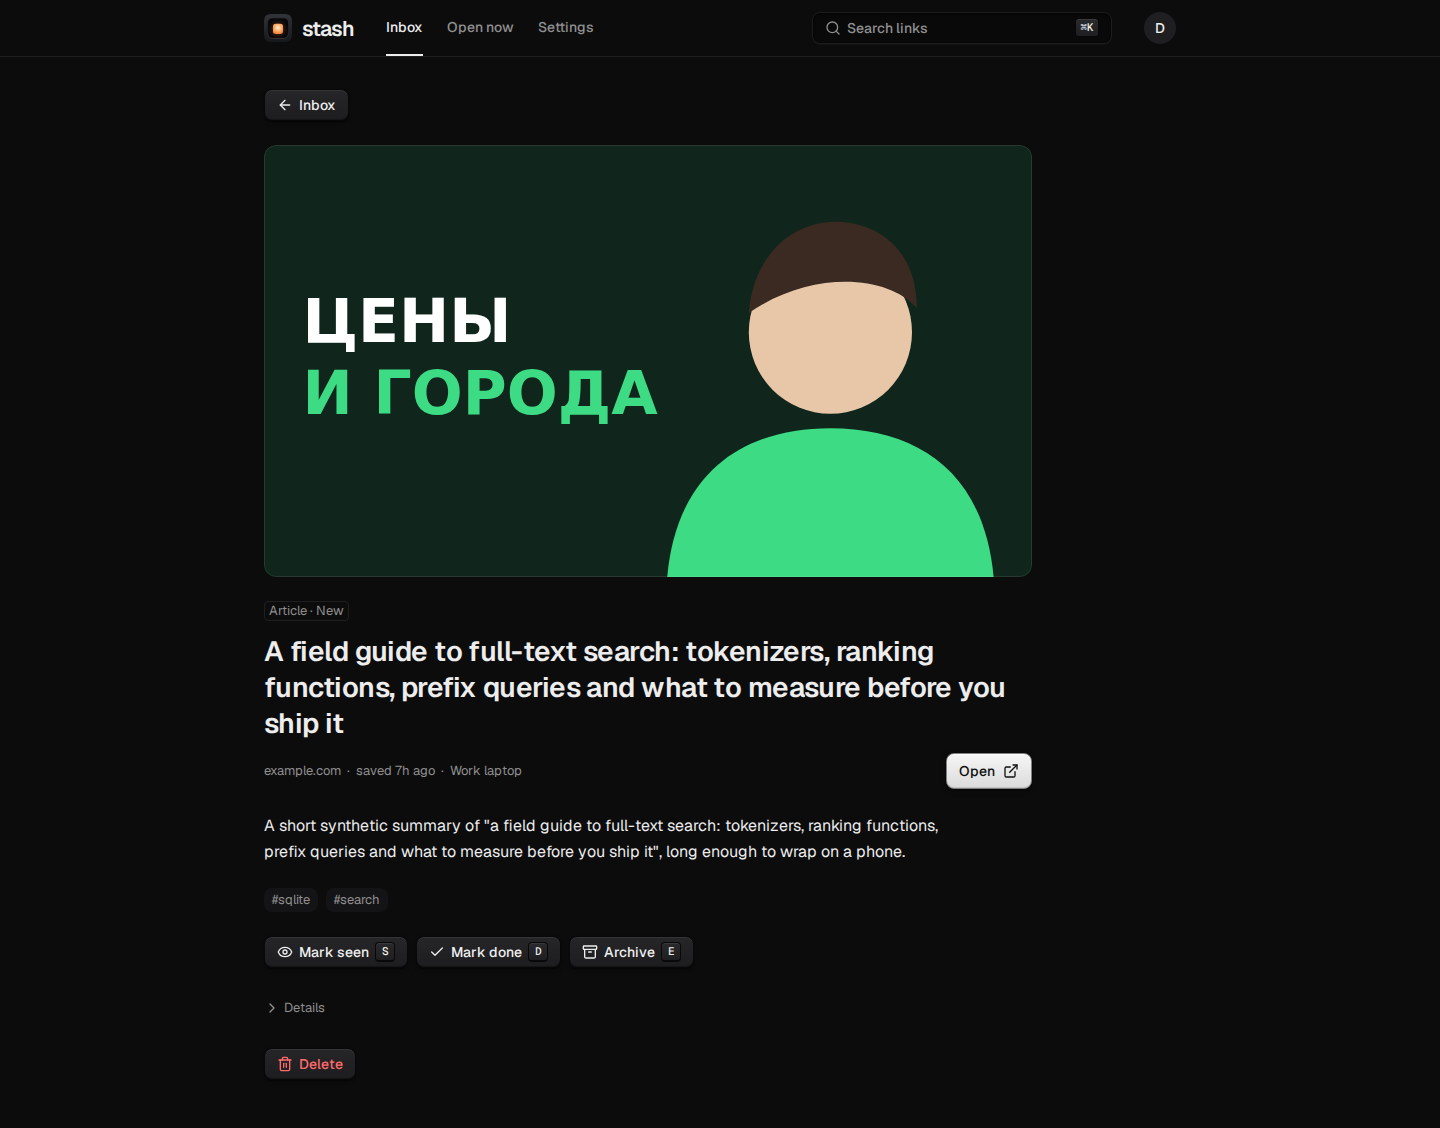 stash
Inbox
Open now
Settings
Search links
⌘K
D
Inbox
ЦЕНЫ
И ГОРОДА
Article · New
A field guide to full-text search: tokenizers, ranking
functions, prefix queries and what to measure before you
ship it
example.com · saved 7h ago · Work laptop
Open
A short synthetic summary of "a field guide to full-text search: tokenizers, ranking functions,
prefix queries and what to measure before you ship it", long enough to wrap on a phone.
#sqlite
#search
Mark seen S
Mark done D
Archive E
Details
Delete